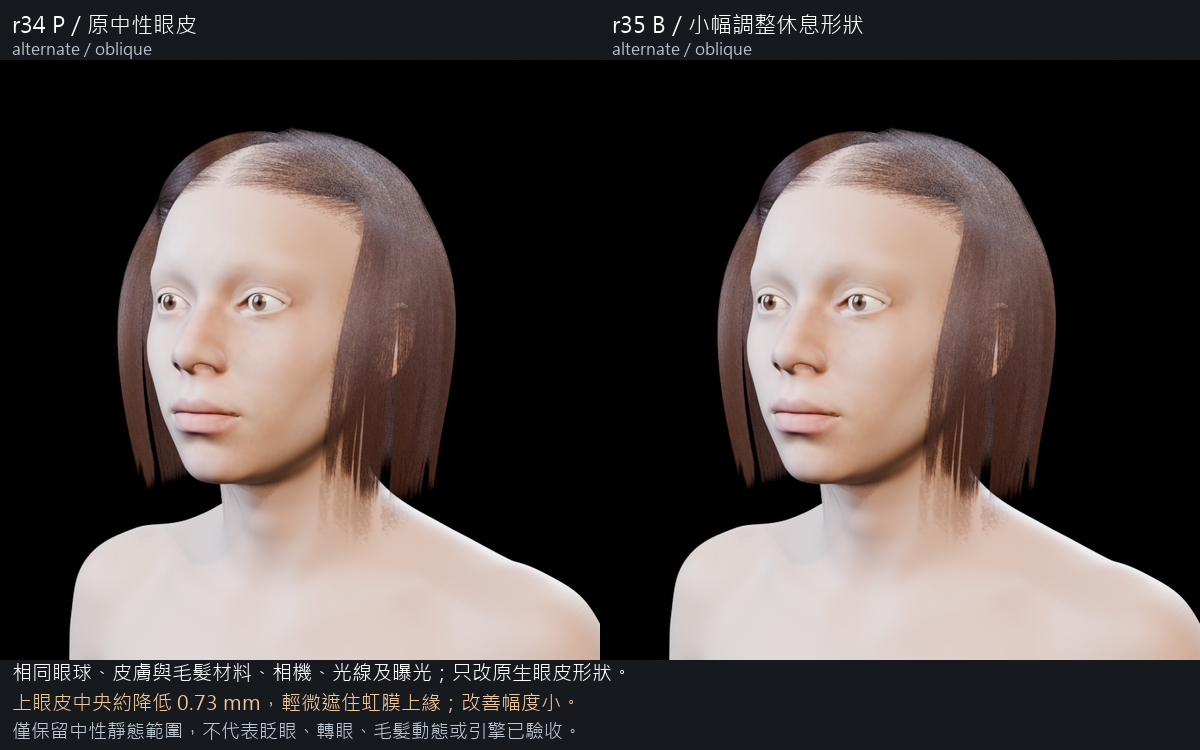 r34 P / 原中性眼皮
alternate / oblique
r35 B / 小幅調整休息形狀
alternate / oblique
相同眼球、皮膚與毛髮材料、相機、光線及曝光；只改原生眼皮形狀。
上眼皮中央約降低 0.73 mm，輕微遮住虹膜上緣；改善幅度小。
僅保留中性靜態範圍，不代表眨眼、轉眼、毛髮動態或引擎已驗收。